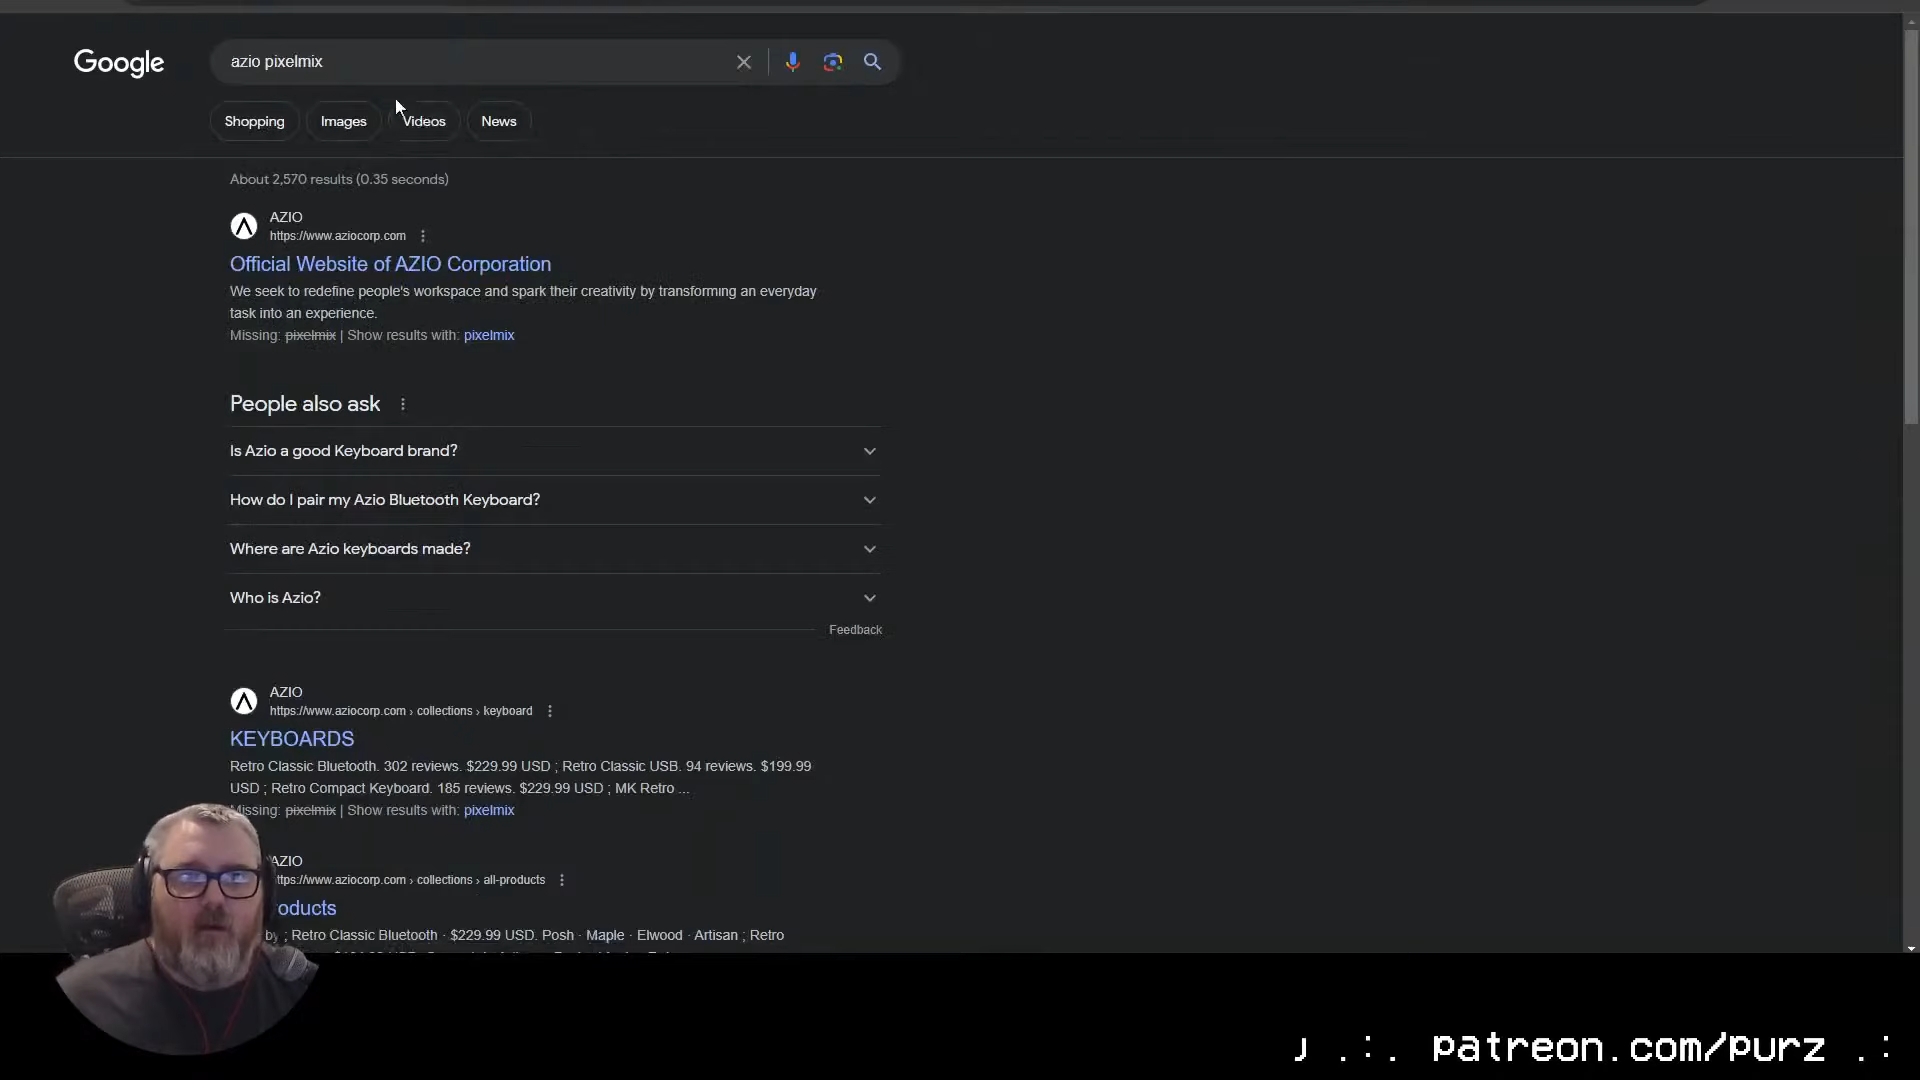 Google
azio pixelmix
Shopping
Images
Videos
News
About 2,570 results (0.35 seconds)
AZIO
https://www.aziocorp.com
Official Website of AZIO Corporation
We seek to redefine people's workspace and spark their creativity by transforming an everyday
task into an experience.
Missing: pixelmix | Show results with: pixelmix
People also ask
Is Azio a good Keyboard brand?
How do I pair my Azio Bluetooth Keyboard?
Where are Azio keyboards made?
Who is Azio?
Feedback
AZIO
https://www.aziocorp.com › collections › keyboard
KEYBOARDS
Retro Classic Bluetooth. 302 reviews. $229.99 USD ; Retro Classic USB. 94 reviews. $199.99
USD ; Retro Compact Keyboard. 185 reviews. $229.99 USD ; MK Retro ...
Missing: pixelmix | Show results with: pixelmix
AZIO
ttps://www.aziocorp.com › collections › all-products
oducts
by ; Retro Classic Bluetooth · $229.99 USD. Posh · Maple · Elwood · Artisan ; Retro
.:. patreon.com/purz .: